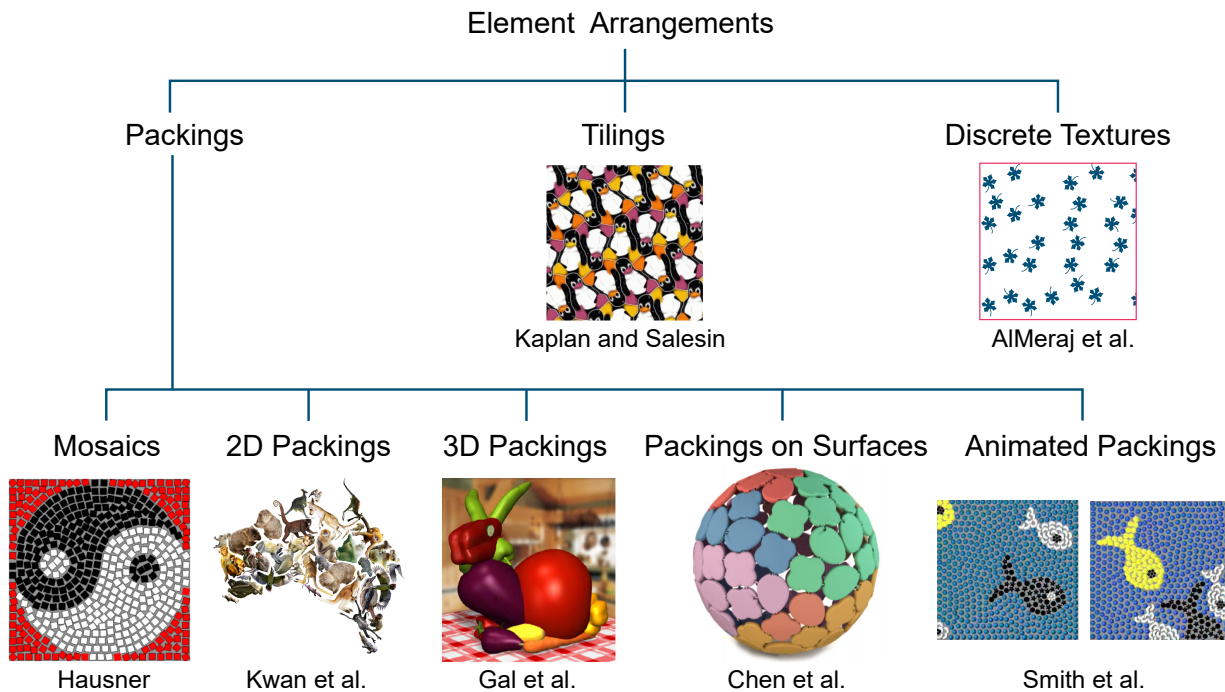 Element Arrangements
Packings
Tilings
Discrete Textures
Kaplan and Salesin
AlMeraj et al.
Mosaics
2D Packings
3D Packings
Packings on Surfaces
Animated Packings
Hausner
Kwan et al.
Gal et al.
Chen et al.
Smith et al.